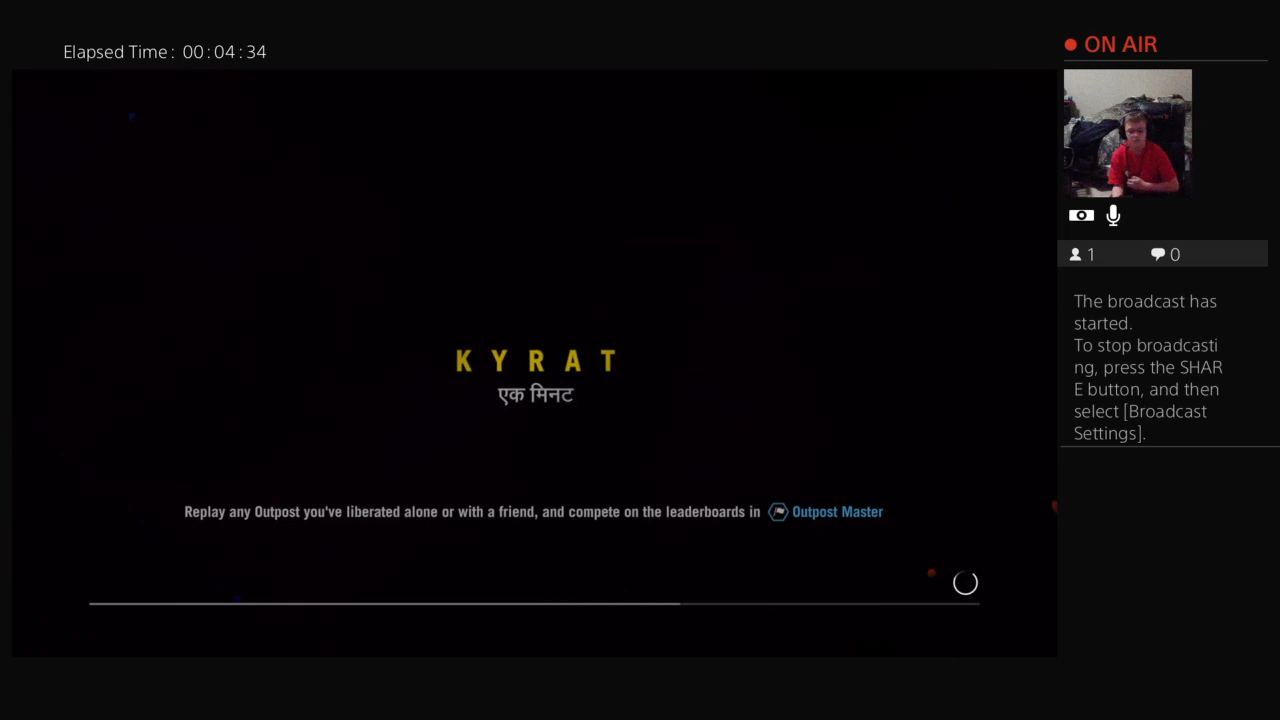 Elapsed Time: 00:04:34
ON AIR
1 0
The broadcast has
started.
To stop broadcasti
ng, press the SHAR
E button, and then
select [Broadcast
Settings].
KYRAT
एक मिनट
Replay any Outpost you've liberated alone or with a friend, and compete on the leaderboards in Outpost Master